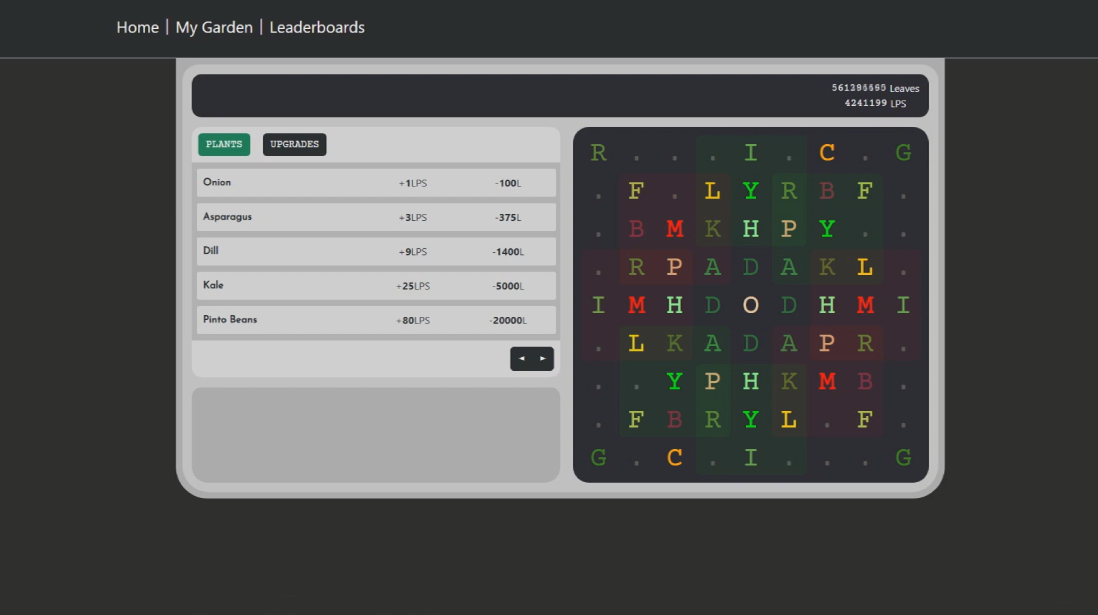 Home | My Garden | Leaderboards
561396695 Leaves
4241199 LPS
PLANTS UPGRADES
Onion +1LPS -100L
Asparagus +3LPS -375L
Dill +9LPS -1400L
Kale +25LPS -5000L
Pinto Beans +80LPS -20000L
R . . . I . C . G
. F . L Y R B F .
. B M K H P Y . .
. R P A D A K L .
I M H D O D H M I
. L K A D A P R .
. . Y P H K M B .
. F B R Y L . F .
G . C . I . . . G